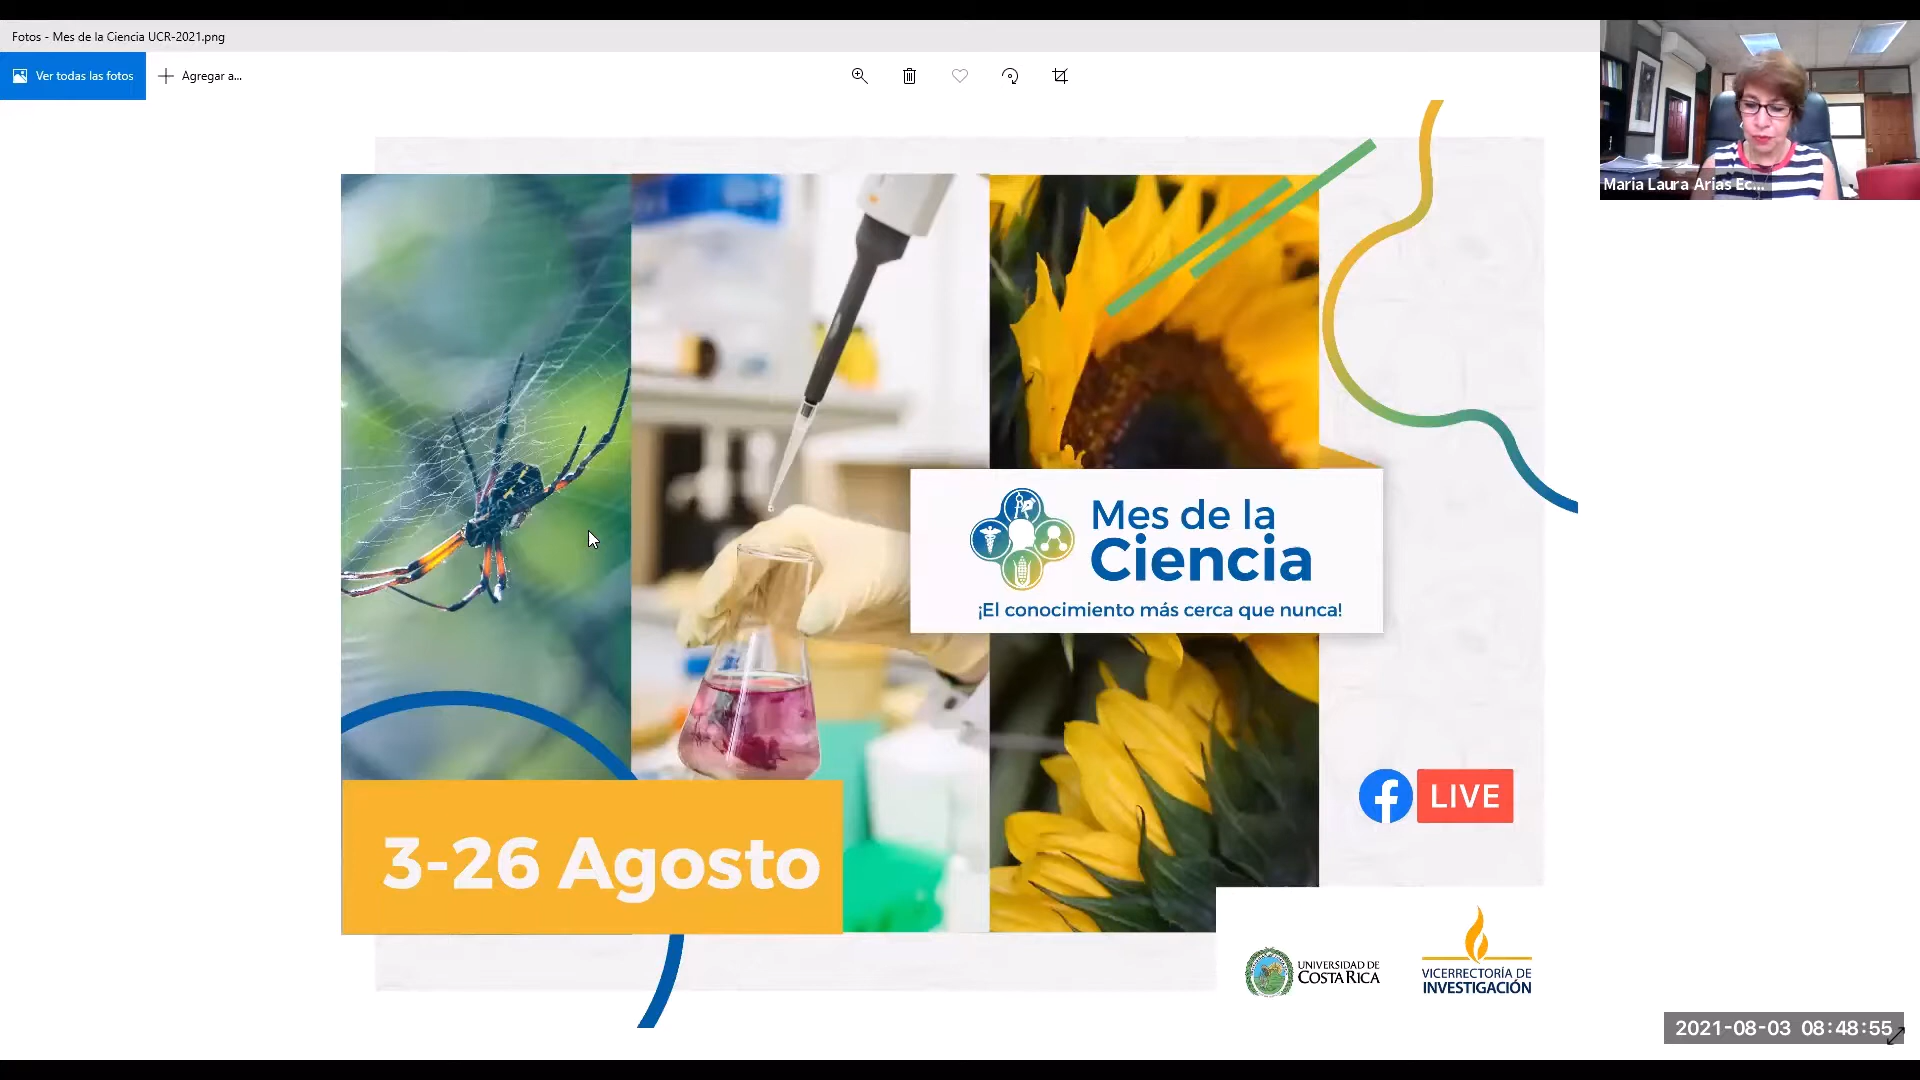 Fotos - Mes de la Ciencia UCR-2021.png
Ver todas las fotos
Agregar a...
Maria Laura Arias Ec...
Mes de la
Ciencia
¡El conocimiento más cerca que nunca!
LIVE
3-26 Agosto
UNIVERSIDAD DE
COSTA RICA
VICERRECTORÍA DE
INVESTIGACIÓN
2021-08-03 08:48:55